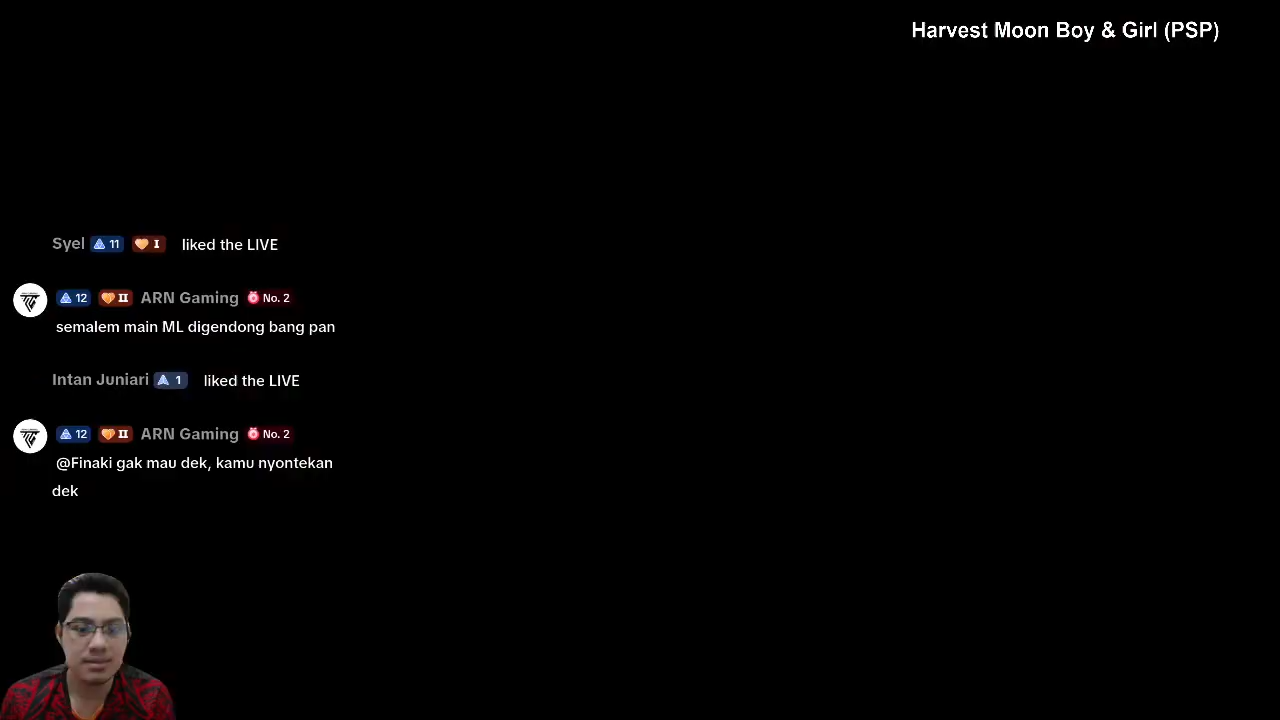 Harvest Moon Boy & Girl (PSP)
Syel 11 I liked the LIVE
12 II ARN Gaming No. 2
semalem main ML digendong bang pan
Intan Juniari 1 liked the LIVE
12 II ARN Gaming No. 2
@Finaki gak mau dek, kamu nyontekan
dek